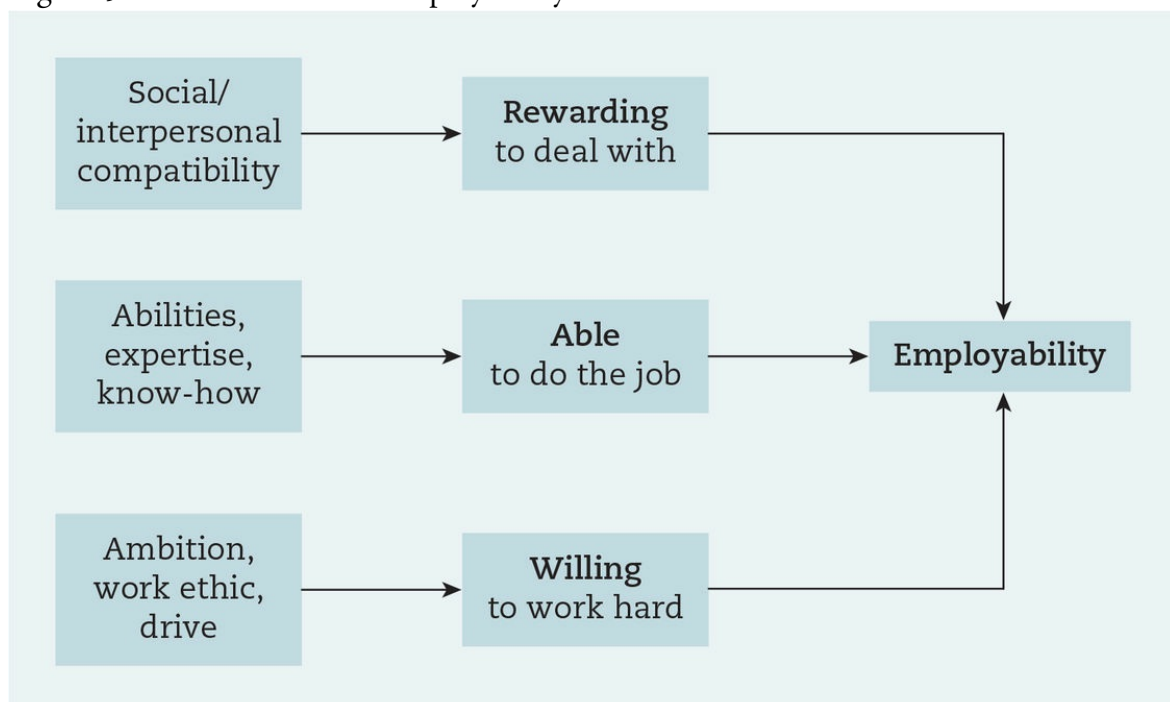 Social/
interpersonal
compatibility
Rewarding
to deal with
Abilities,
expertise,
know-how
Able
to do the job
Employability
Ambition,
work ethic,
drive
Willing
to work hard